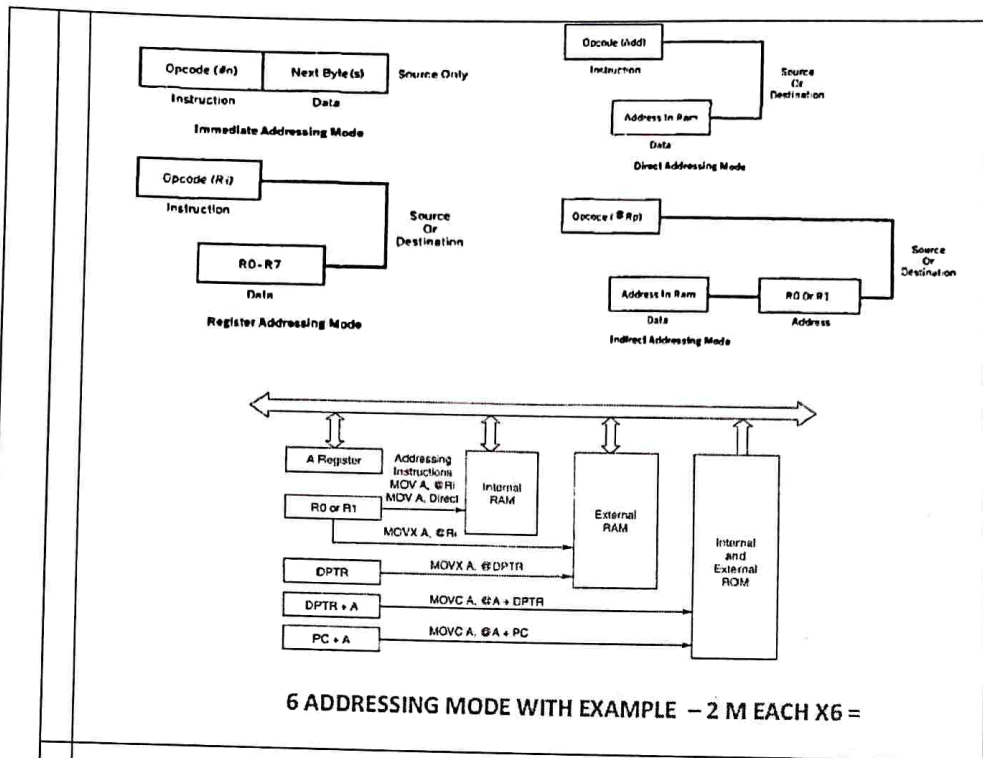 Opcode (#n) Next Byte(s) Source Only
Instruction Data
Immediate Addressing Mode
Opcode (Ri)
Instruction
Source
Or
Destination
R0-R7
Data
Register Addressing Mode
Opcode (Add)
Instruction
Source
Or
Destination
Address In Ram
Data
Direct Addressing Mode
Opcoce (@Rp)
Source
Or
Destination
Address In Ram R0 Or R1
Data Address
Indirect Addressing Mode
A Register
Addressing
Instructions
MOV A, @Ri
MOV A, Direct
R0 or R1
Internal
RAM
MOVX A, @Ri
External
RAM
DPTR
MOVX A, @DPTR
Internal
and
External
ROM
DPTR + A
MOVC A, @A + DPTR
PC + A
MOVC A, @A + PC
6 ADDRESSING MODE WITH EXAMPLE – 2 M EACH X6 =